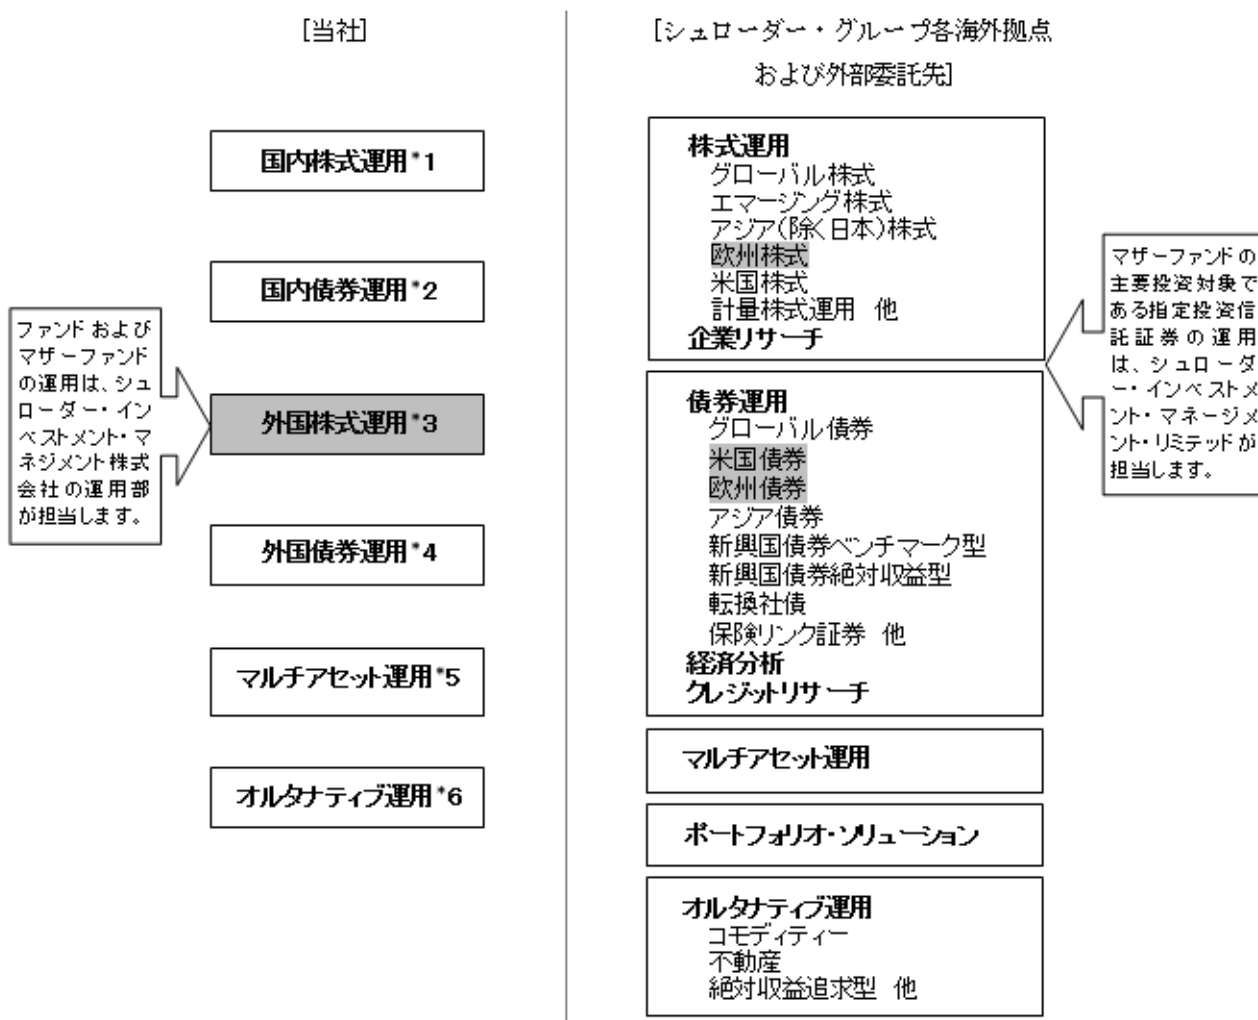 [当社]
国内株式運用*1
国内債券運用*2
ファンドおよび
マザーファンド
の運用は、シュ
ローダー・イン
ベストメント・マ
ネジメント株式
会社の運用部
が担当します。
外国株式運用*3
外国債券運用*4
マルチアセット運用*5
オルタナティブ運用*6
[シュローダー・グループ各海外拠点
および外部委託先]
株式運用
グローバル株式
エマージング株式
アジア(除く日本)株式
欧州株式
米国株式
計量株式運用 他
企業リサーチ
債券運用
グローバル債券
米国債券
欧州債券
アジア債券
新興国債券ベンチマーク型
新興国債券絶対収益型
転換社債
保険リンク証券 他
経済分析
クレジットリサーチ
マルチアセット運用
ポートフォリオ・ソリューション
オルタナティブ運用
コモディティー
不動産
絶対収益追求型 他
マザーファンドの
主要投資対象で
ある指定投資信
託証券の運用
は、シュローダ
ー・インベストメ
ント・マネージメ
ント・リミテッドが
担当します。